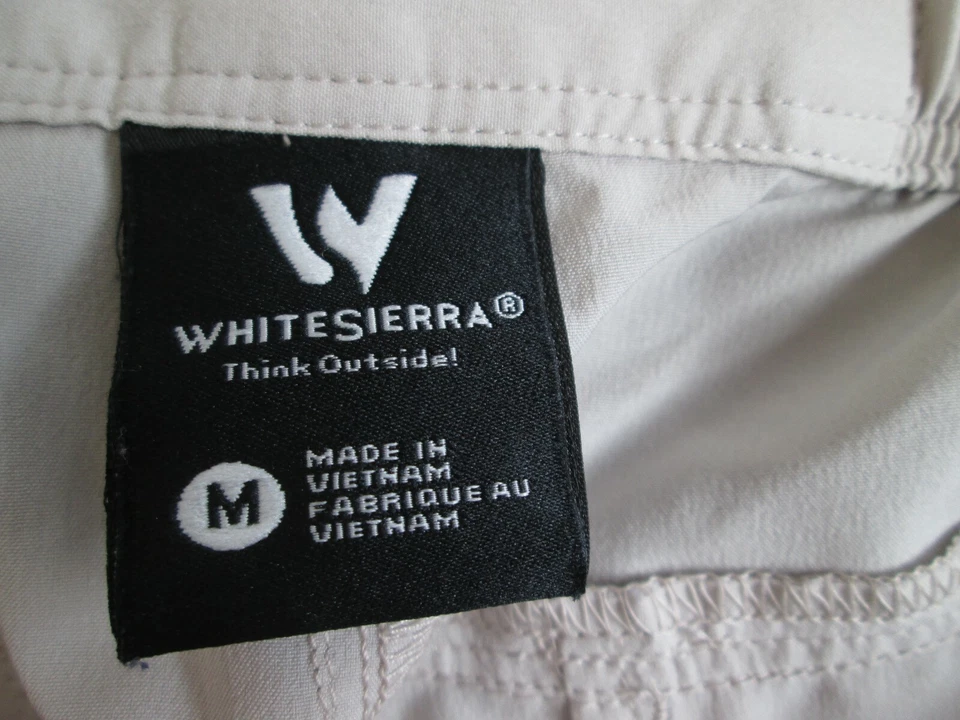 W
WHITESIERRA®
Think Outside!
M
MADE IN
VIETNAM
FABRIQUE AU
VIETNAM